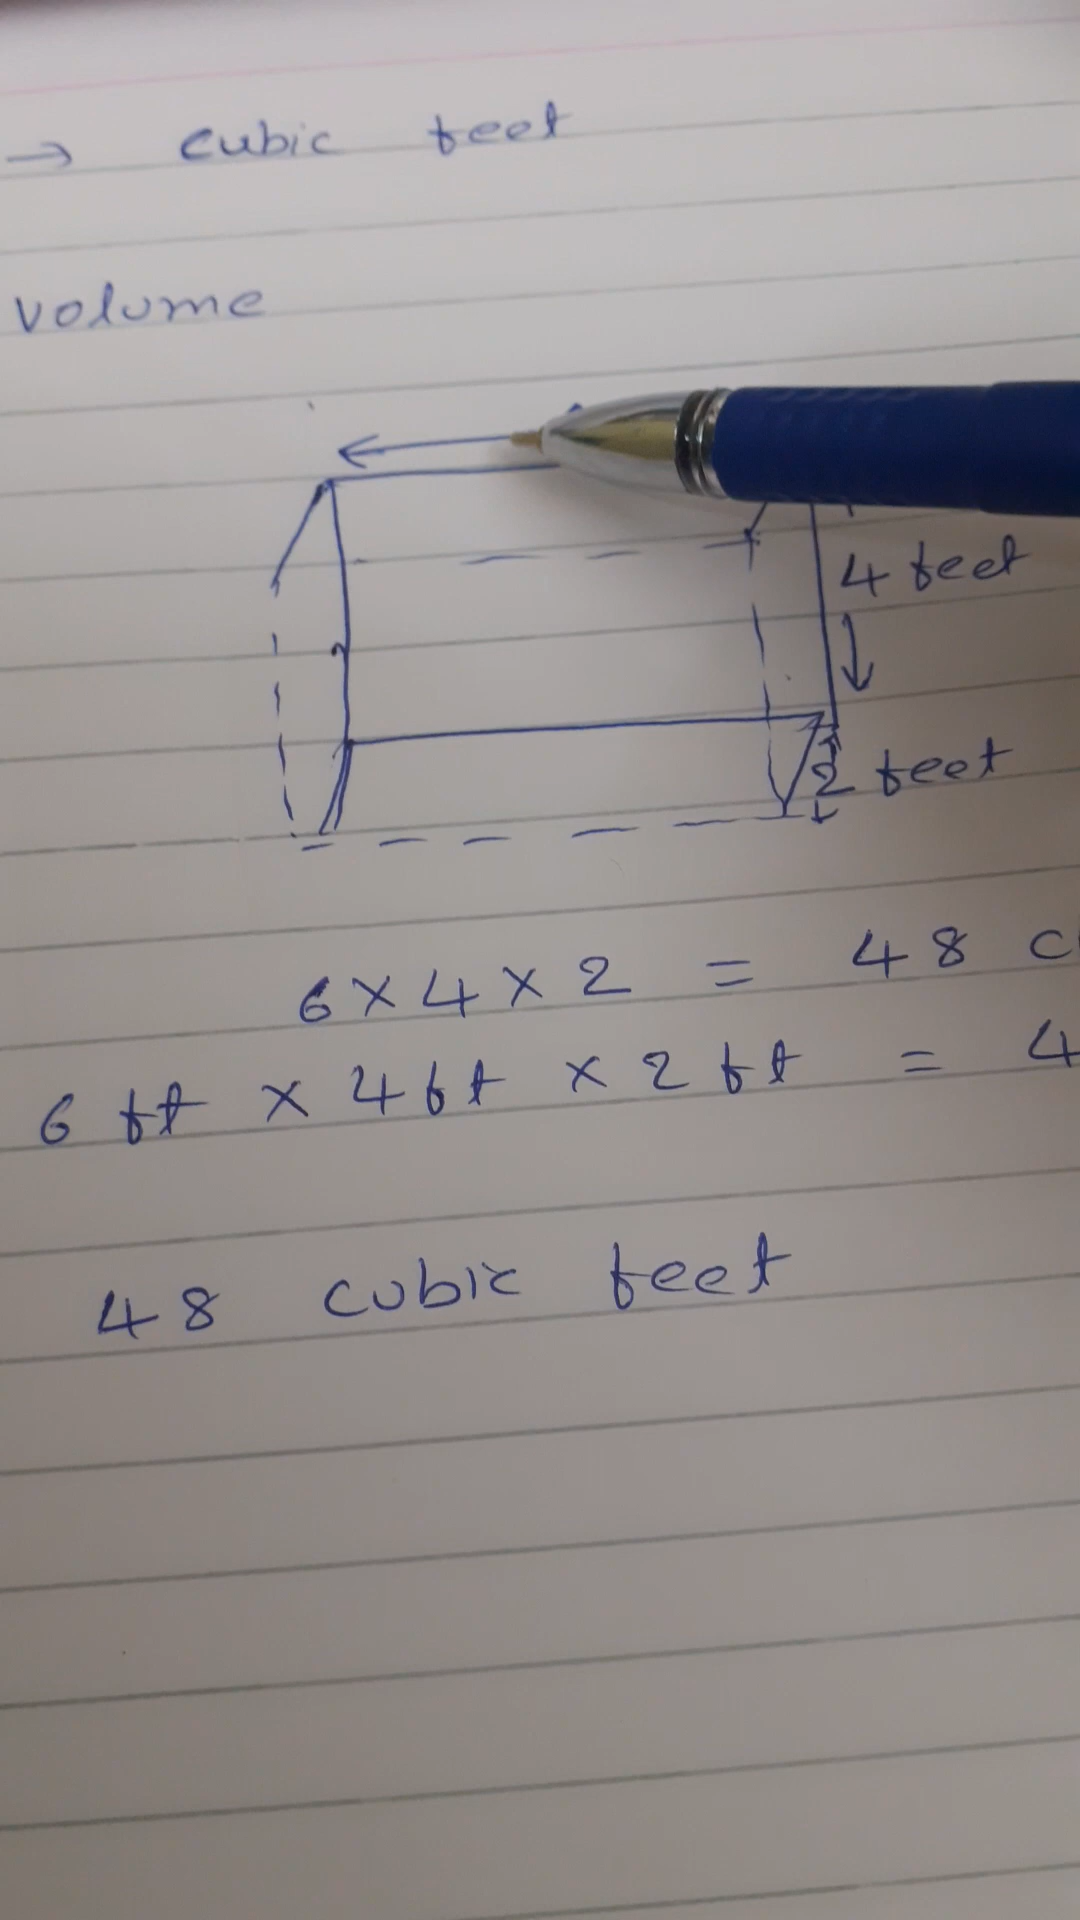 → cubic feet
volume
4 feet
2 feet
6 × 4 × 2 = 48 c
6 ft × 4 ft × 2 ft = 4
48 cubic feet